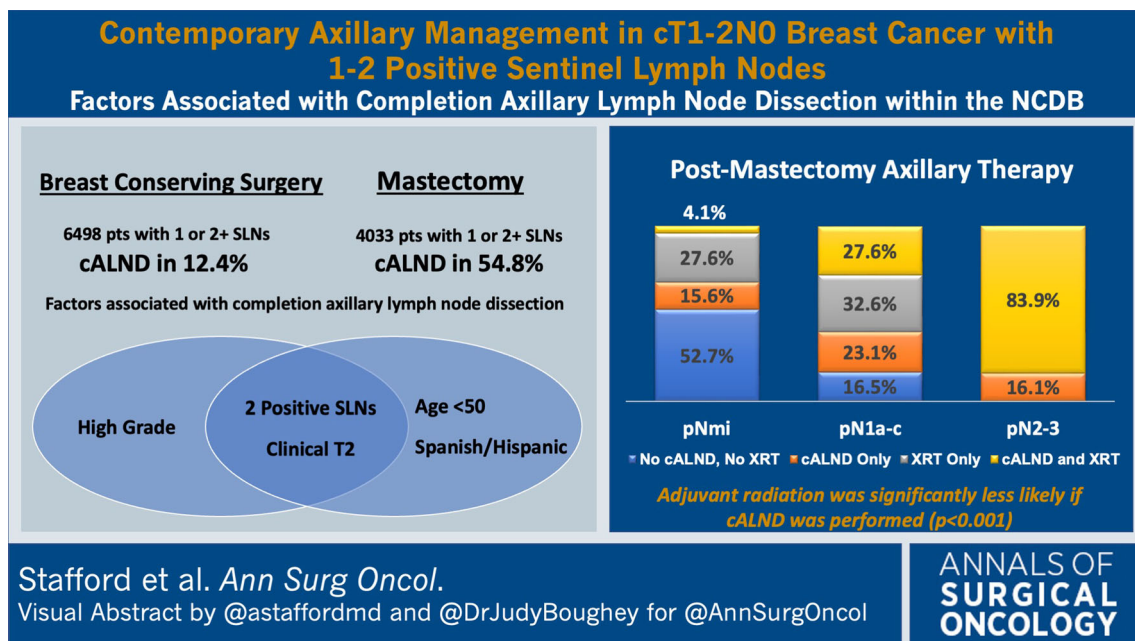 Contemporary Axillary Management in cT1-2N0 Breast Cancer with
1-2 Positive Sentinel Lymph Nodes
Factors Associated with Completion Axillary Lymph Node Dissection within the NCDB
Breast Conserving Surgery
6498 pts with 1 or 2+ SLNs
cALND in 12.4%
Mastectomy
4033 pts with 1 or 2+ SLNs
cALND in 54.8%
Factors associated with completion axillary lymph node dissection
High Grade
2 Positive SLNs
Clinical T2
Age <50
Spanish/Hispanic
Post-Mastectomy Axillary Therapy
4.1%
27.6%
15.6%
52.7%
27.6%
32.6%
23.1%
16.5%
83.9%
16.1%
pNmi
pN1a-c
pN2-3
No cALND, No XRT
cALND Only
XRT Only
cALND and XRT
Adjuvant radiation was significantly less likely if
cALND was performed (p<0.001)
Stafford et al. Ann Surg Oncol.
Visual Abstract by @astaffordmd and @DrJudyBoughey for @AnnSurgOncol
ANNALS OF
SURGICAL
ONCOLOGY